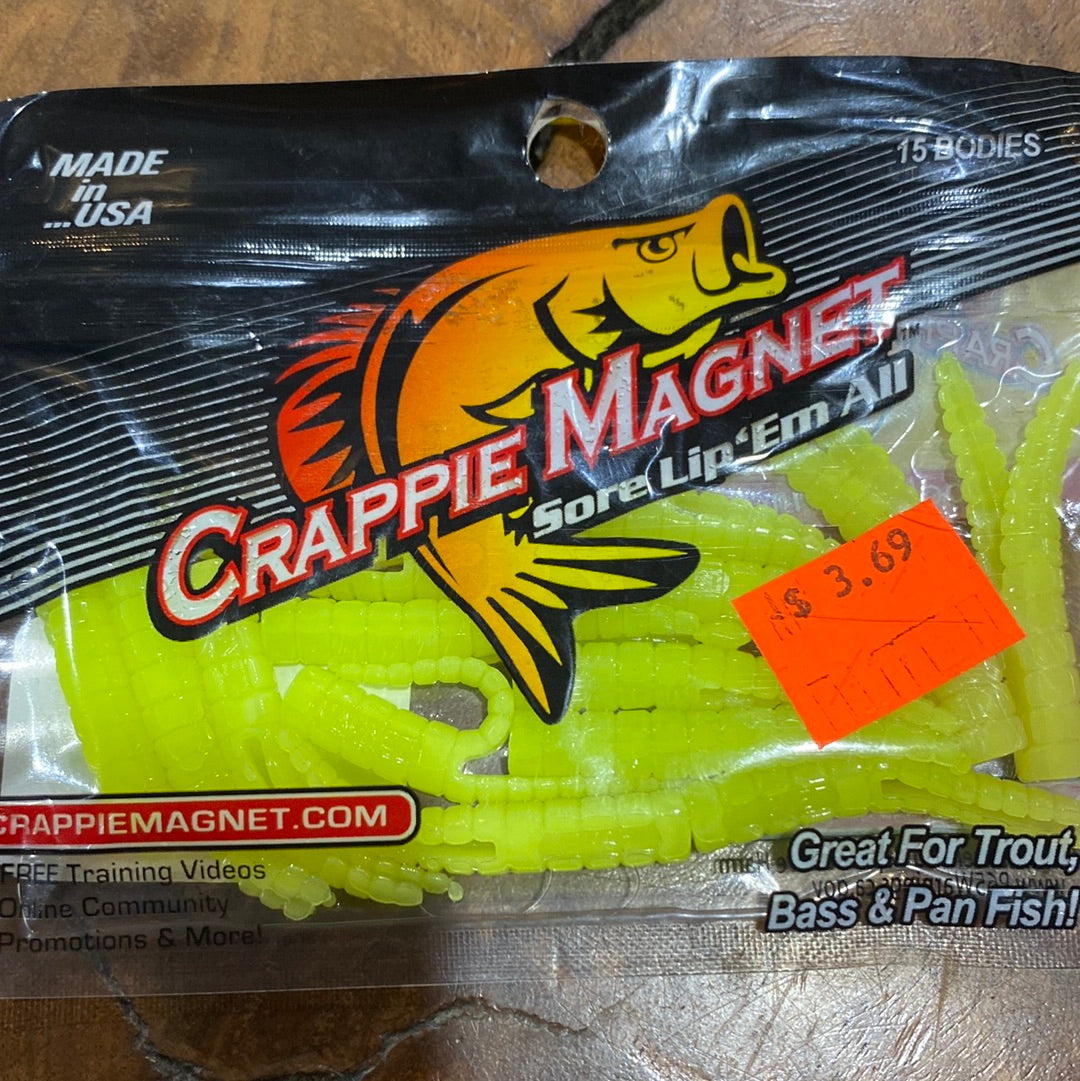 MADE
in
...USA
15 BODIES
CRAPPIE MAGNET™
Sore Lip 'Em All
$ 3.69
CRAPPIEMAGNET.COM
FREE Training Videos
Online Community
Promotions & More!
Great For Trout,
Bass & Pan Fish!